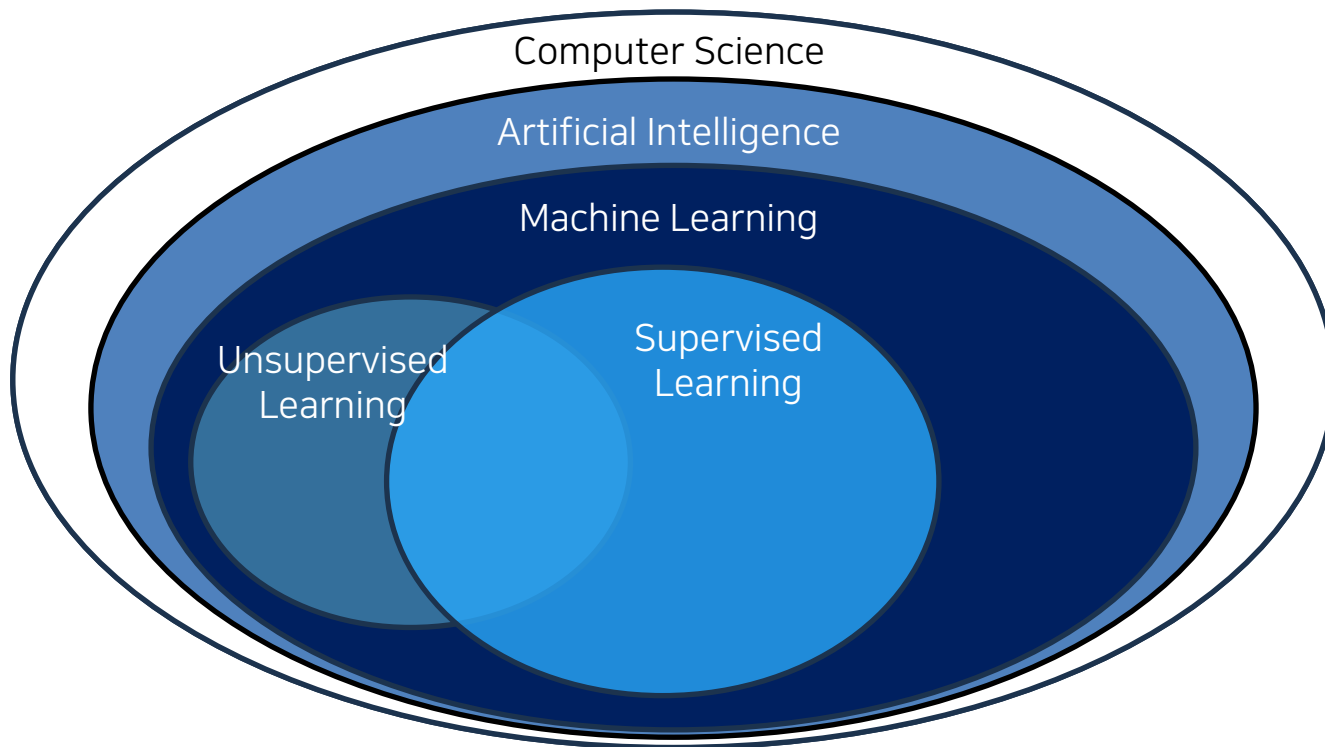 Computer Science
Artificial Intelligence
Machine Learning
Unsupervised
Learning
Supervised
Learning